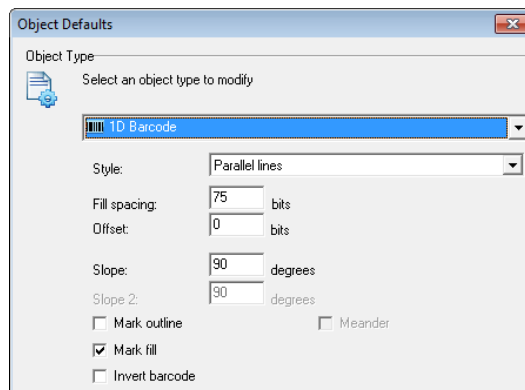 Object Defaults
Object Type
Select an object type to modify
1D Barcode
Style: Parallel lines
Fill spacing: 75 bits
Offset: 0 bits
Slope: 90 degrees
Slope 2: 90 degrees
Mark outline Meander
Mark fill
Invert barcode